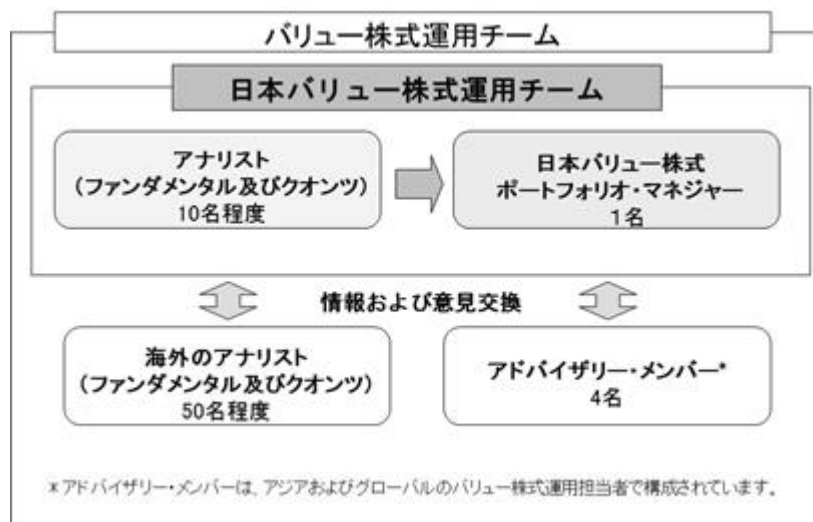 バリュー株式運用チーム
日本バリュー株式運用チーム
アナリスト
(ファンダメンタル及びクオンツ)
10名程度
日本バリュー株式
ポートフォリオ・マネジャー
1名
情報および意見交換
海外のアナリスト
(ファンダメンタル及びクオンツ)
50名程度
アドバイザリー・メンバー*
4名
*アドバイザリー・メンバーは、アジアおよびグローバルのバリュー株式運用担当者で構成されています。